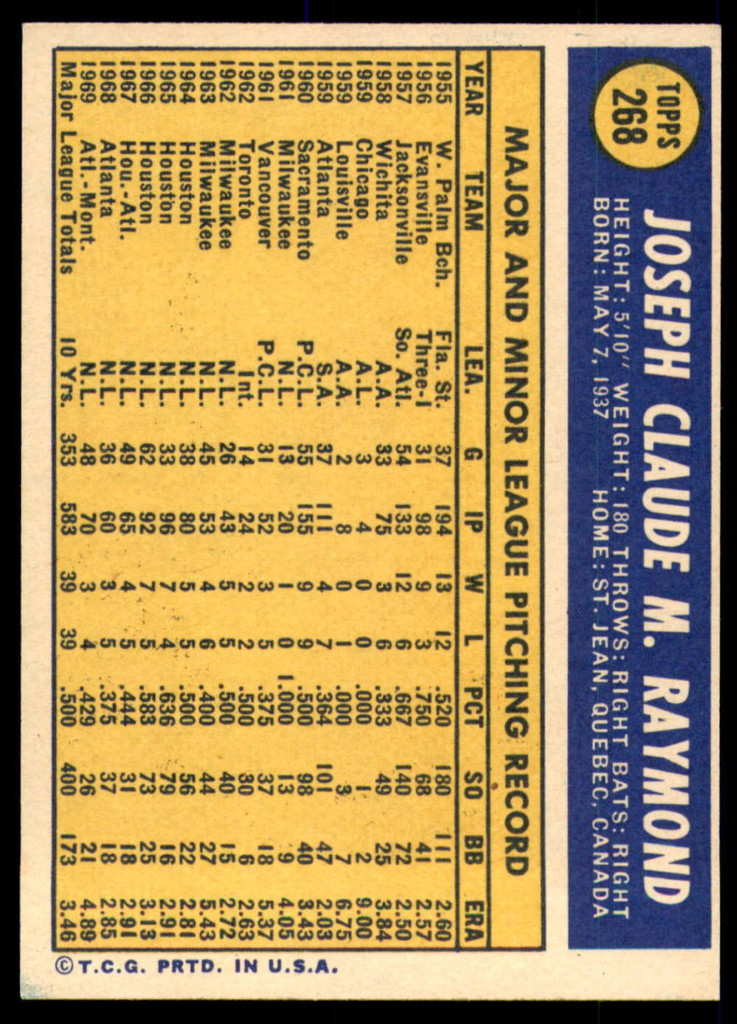 TOPPS
268
JOSEPH CLAUDE M. RAYMOND
HEIGHT: 5'10" WEIGHT: 180 THROWS: RIGHT BATS: RIGHT
BORN: MAY 7, 1937 HOME: ST. JEAN, QUEBEC, CANADA
MAJOR AND MINOR LEAGUE PITCHING RECORD
YEAR TEAM LEA. G IP W L PCT SO BB ERA
1955 W. Palm Bch. Fla. St. 37 194 13 12 .520 180 111 2.60
1956 Evansville Three-I 31 98 9 3 .750 68 41 2.57
1957 Jacksonville So. Atl. 54 133 12 6 .667 140 72 2.50
1958 Wichita A.A. 33 75 3 6 .333 49 25 3.84
1959 Chicago A.L. 3 4 0 0 .000 1 2 9.00
1959 Louisville A.A. 2 8 0 1 .000 3 7 6.75
1959 Atlanta S.A. 37 111 4 7 .364 101 47 2.03
1960 Sacramento P.C.L. 55 155 9 9 .500 98 40 3.43
1961 Milwaukee N.L. 13 20 1 0 1.000 13 9 4.05
1961 Vancouver P.C.L. 31 52 3 5 .375 37 18 5.37
1962 Toronto Int. 14 24 2 2 .500 30 6 2.63
1962 Milwaukee N.L. 26 43 5 5 .500 40 15 2.72
1963 Milwaukee N.L. 45 53 4 6 .400 44 27 5.43
1964 Houston N.L. 38 80 5 5 .500 56 22 2.81
1965 Houston N.L. 33 96 7 4 .636 79 16 2.91
1966 Houston N.L. 62 92 7 5 .583 73 25 3.13
1967 Hou.-Atl. N.L. 49 65 4 5 .444 31 18 2.91
1968 Atlanta N.L. 36 60 3 5 .375 37 18 2.85
1969 Atl.-Mont. N.L. 48 70 3 4 .429 26 21 4.89
Major League Totals 10 Yrs. 353 583 39 39 .500 400 173 3.46
© T.C.G. PRTD. IN U.S.A.